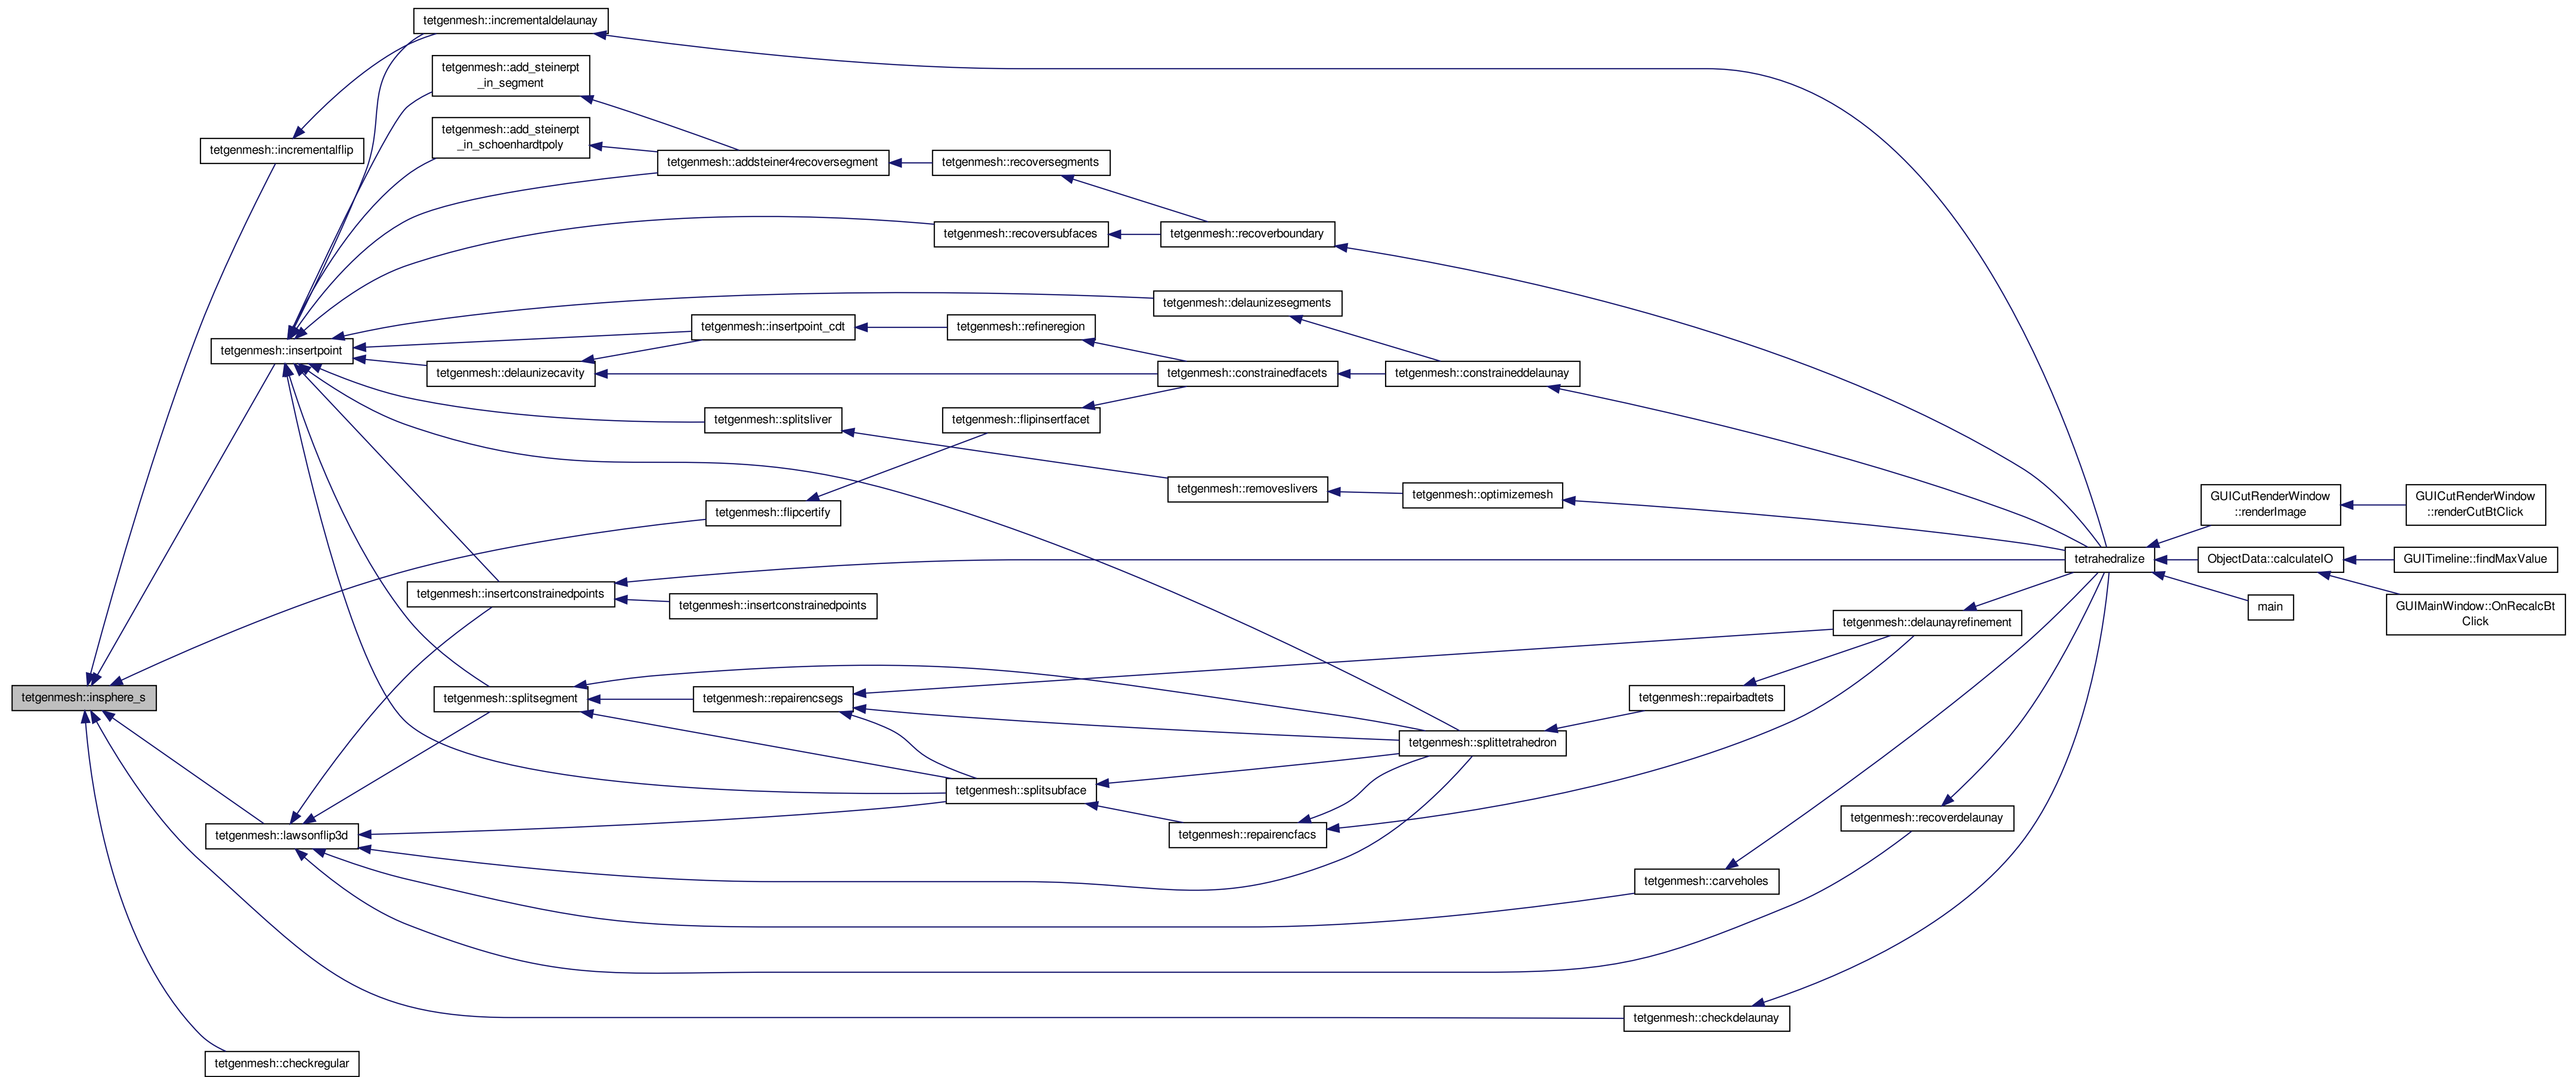 tetgenmesh::incrementaldelaunay
tetgenmesh::add_steinerpt
_in_segment
tetgenmesh::add_steinerpt
_in_schoenhardtpoly
tetgenmesh::incrementalflip
tetgenmesh::addsteiner4recoversegment
tetgenmesh::recoversegments
tetgenmesh::recoversubfaces
tetgenmesh::recoverboundary
tetgenmesh::delaunizesegments
tetgenmesh::insertpoint_cdt
tetgenmesh::refineregion
tetgenmesh::insertpoint
tetgenmesh::delaunizecavity
tetgenmesh::constrainedfacets
tetgenmesh::constraineddelaunay
tetgenmesh::splitsliver
tetgenmesh::flipinsertfacet
tetgenmesh::removeslivers
tetgenmesh::optimizemesh
tetgenmesh::flipcertify
GUICutRenderWindow
::renderImage
GUICutRenderWindow
::renderCutBtClick
tetrahedralize
ObjectData::calculateIO
GUITimeline::findMaxValue
tetgenmesh::insertconstrainedpoints
tetgenmesh::insertconstrainedpoints
main
GUIMainWindow::OnRecalcBt
Click
tetgenmesh::delaunayrefinement
tetgenmesh::insphere_s
tetgenmesh::splitsegment
tetgenmesh::repairencsegs
tetgenmesh::repairbadtets
tetgenmesh::splittetrahedron
tetgenmesh::splitsubface
tetgenmesh::lawsonflip3d
tetgenmesh::repairencfacs
tetgenmesh::recoverdelaunay
tetgenmesh::carveholes
tetgenmesh::checkdelaunay
tetgenmesh::checkregular